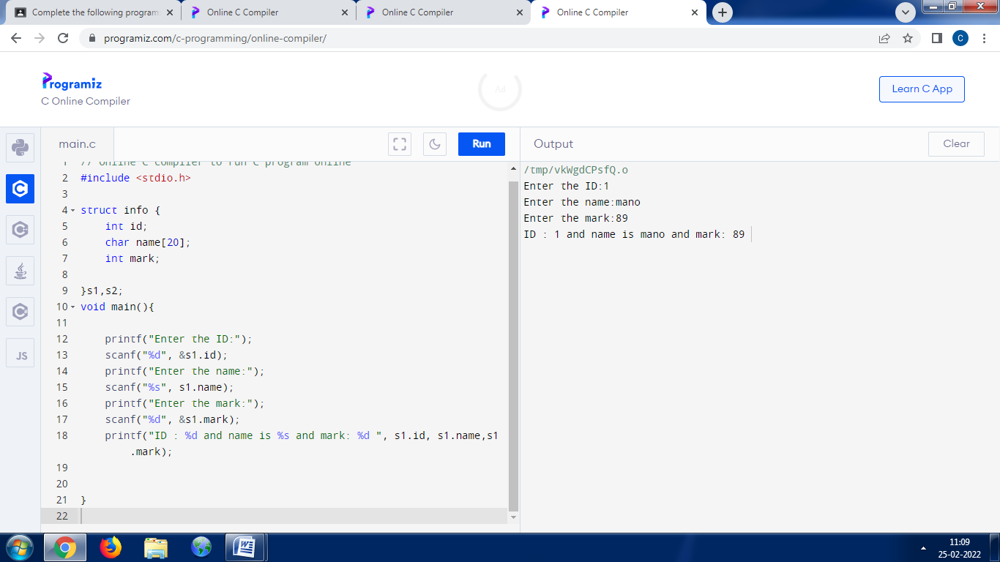 Complete the following program
Online C Compiler
Online C Compiler
Online C Compiler
programiz.com/c-programming/online-compiler/
C
Programiz
C Online Compiler
Ad
Learn C App
main.c
Run
Output
Clear
1 // Online C compiler to run C program online
2 #include <stdio.h>
3
4 struct info {
5 int id;
6 char name[20];
7 int mark;
8
9 }s1,s2;
10 void main(){
11
12 printf("Enter the ID:");
13 scanf("%d", &s1.id);
14 printf("Enter the name:");
15 scanf("%s", s1.name);
16 printf("Enter the mark:");
17 scanf("%d", &s1.mark);
18 printf("ID : %d and name is %s and mark: %d ", s1.id, s1.name,s1
.mark);
19
20
21 }
22
/tmp/vkWgdCPsfQ.o
Enter the ID:1
Enter the name:mano
Enter the mark:89
ID : 1 and name is mano and mark: 89
JS
11:09
25-02-2022